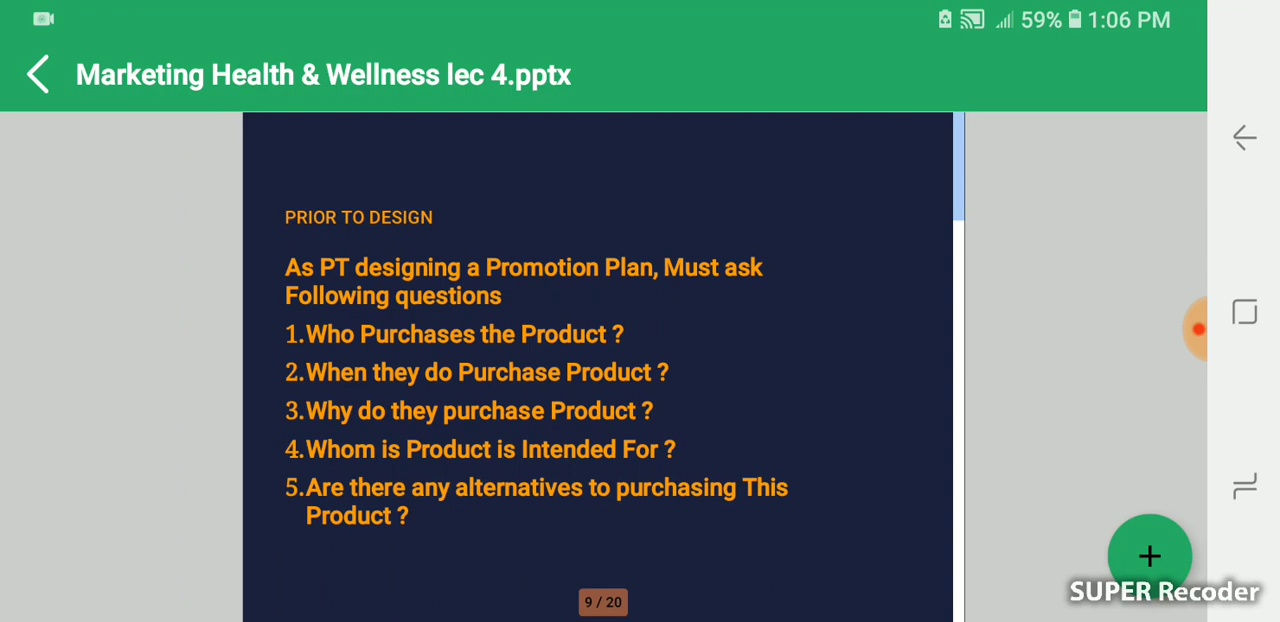 59% 1:06 PM
Marketing Health & Wellness lec 4.pptx
PRIOR TO DESIGN
As PT designing a Promotion Plan, Must ask
Following questions
1.Who Purchases the Product ?
2.When they do Purchase Product ?
3.Why do they purchase Product ?
4.Whom is Product is Intended For ?
5.Are there any alternatives to purchasing This
Product ?
9 / 20
+
SUPER Recoder